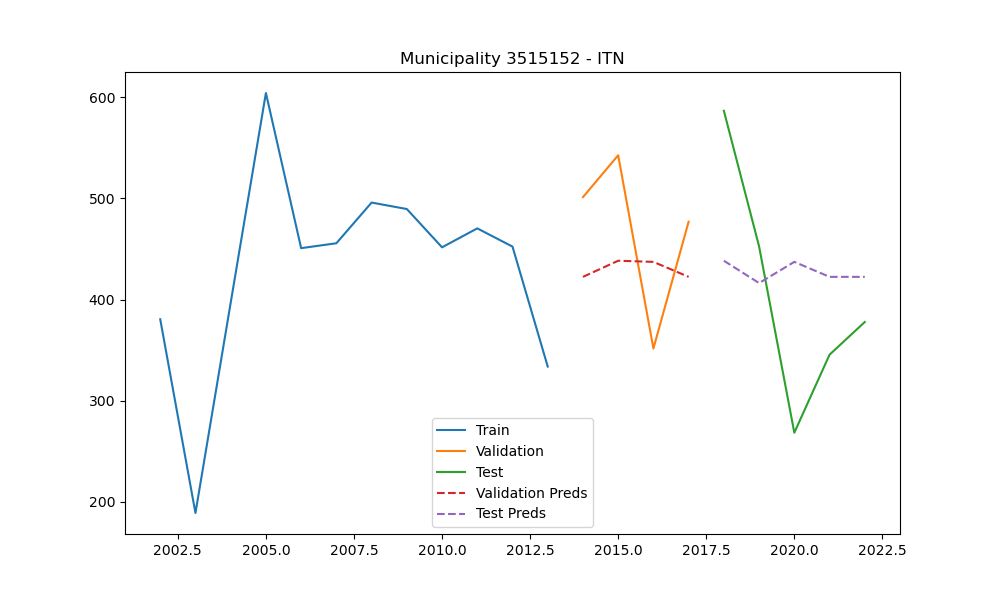 Municipality 3515152 - ITN
600
500
400
300
200
Train
Validation
Test
Validation Preds
Test Preds
2002.5 2005.0 2007.5 2010.0 2012.5 2015.0 2017.5 2020.0 2022.5